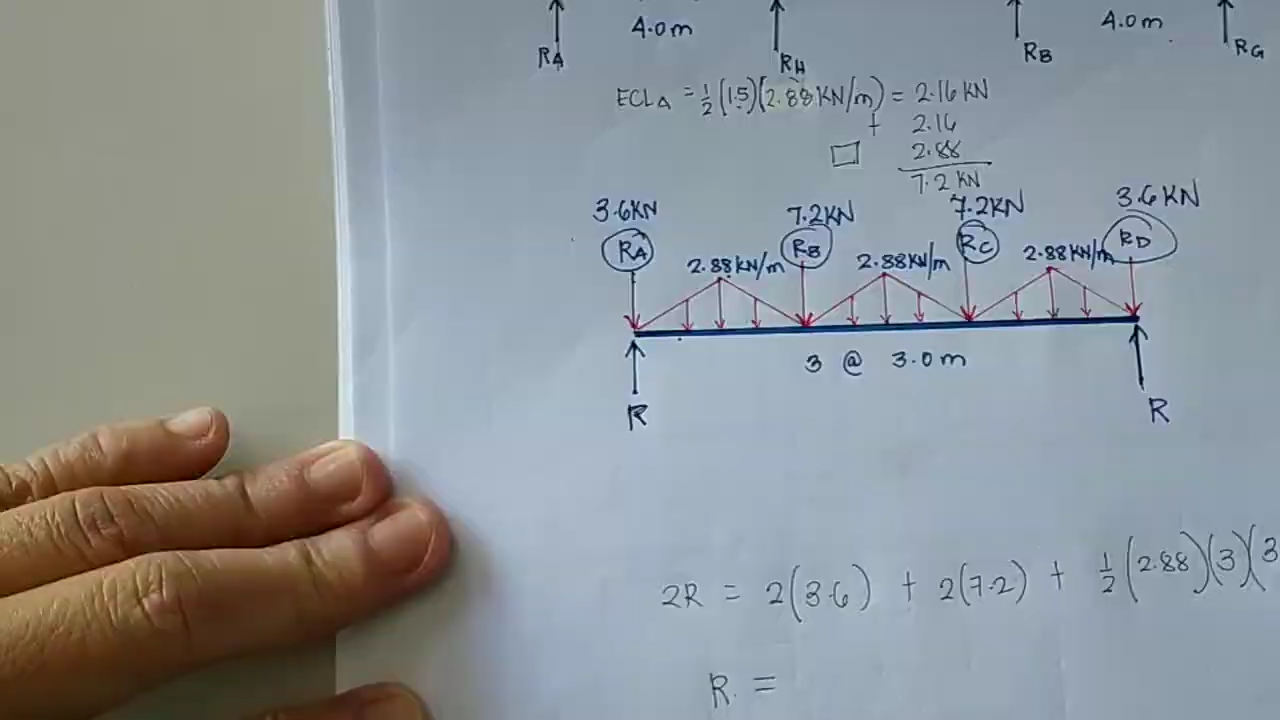 4.0m 4.0m
RA RH RB RG
ECL△ = 1/2 (1.5)(2.88 KN/m) = 2.16 KN
+ 2.16
□ 2.88
7.2 KN
3.6KN 7.2KN 7.2KN 3.6KN
RA RB RC RD
2.88KN/m 2.88KN/m 2.88KN/m
3 @ 3.0m
R R
2R = 2(3.6) + 2(7.2) + 1/2 (2.88)(3)(3
R =